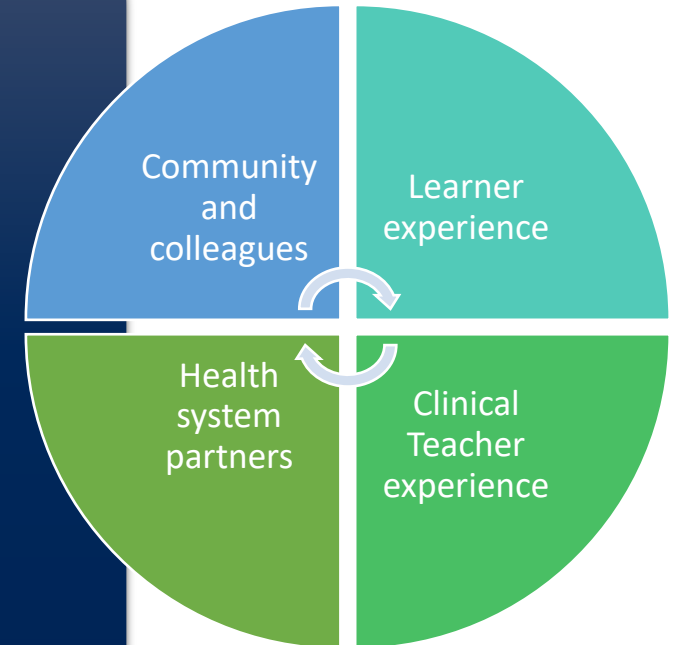 Community
and
colleagues
Learner
experience
Health
system
partners
Clinical
Teacher
experience